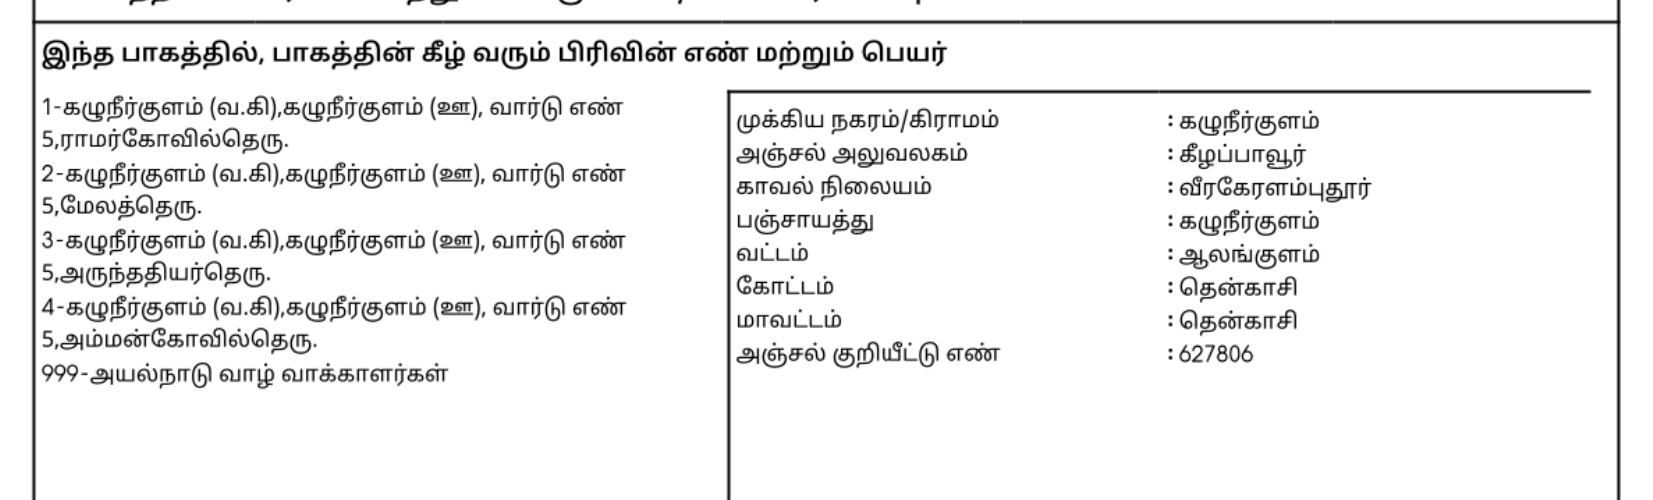 இந்த பாகத்தில், பாகத்தின் கீழ் வரும் பிரிவின் எண் மற்றும் பெயர்
1-கழுநீர்குளம் (வ.கி),கழுநீர்குளம் (ஊ), வார்டு எண்
5,ராமர்கோவில்தெரு.
2-கழுநீர்குளம் (வ.கி),கழுநீர்குளம் (ஊ), வார்டு எண்
5,மேலத்தெரு.
3-கழுநீர்குளம் (வ.கி),கழுநீர்குளம் (ஊ), வார்டு எண்
5,அருந்ததியர்தெரு.
4-கழுநீர்குளம் (வ.கி),கழுநீர்குளம் (ஊ), வார்டு எண்
5,அம்மன்கோவில்தெரு.
999-அயல்நாடு வாழ் வாக்காளர்கள்
முக்கிய நகரம்/கிராமம் : கழுநீர்குளம்
அஞ்சல் அலுவலகம் : கீழப்பாவூர்
காவல் நிலையம் : வீரகேரளம்புதூர்
பஞ்சாயத்து : கழுநீர்குளம்
வட்டம் : ஆலங்குளம்
கோட்டம் : தென்காசி
மாவட்டம் : தென்காசி
அஞ்சல் குறியீட்டு எண் : 627806